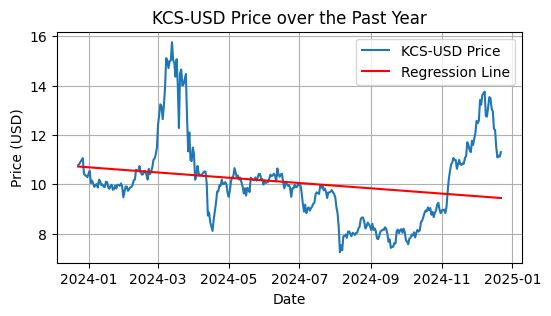 KCS-USD Price over the Past Year
KCS-USD Price
Regression Line
Price (USD)
16
14
12
10
8
2024-01 2024-03 2024-05 2024-07 2024-09 2024-11 2025-01
Date